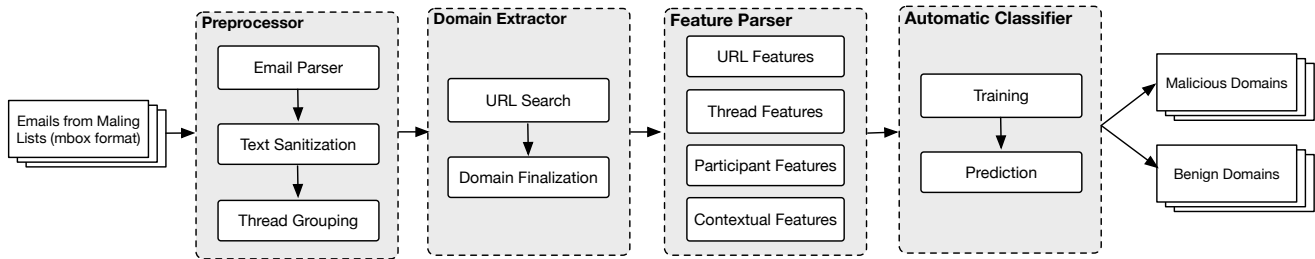 Emails from Maling
Lists (mbox format)
Preprocessor
Email Parser
Text Sanitization
Thread Grouping
Domain Extractor
URL Search
Domain Finalization
Feature Parser
URL Features
Thread Features
Participant Features
Contextual Features
Automatic Classifier
Training
Prediction
Malicious Domains
Benign Domains